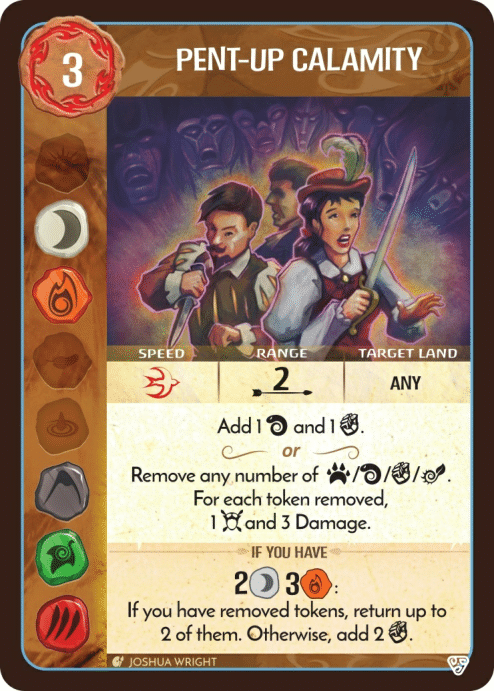 3
PENT-UP CALAMITY
SPEED RANGE TARGET LAND
2 ANY
Add 1 and 1 .
or
Remove any number of / / / .
For each token removed,
1 and 3 Damage.
IF YOU HAVE
2 3 :
If you have removed tokens, return up to
2 of them. Otherwise, add 2 .
JOSHUA WRIGHT